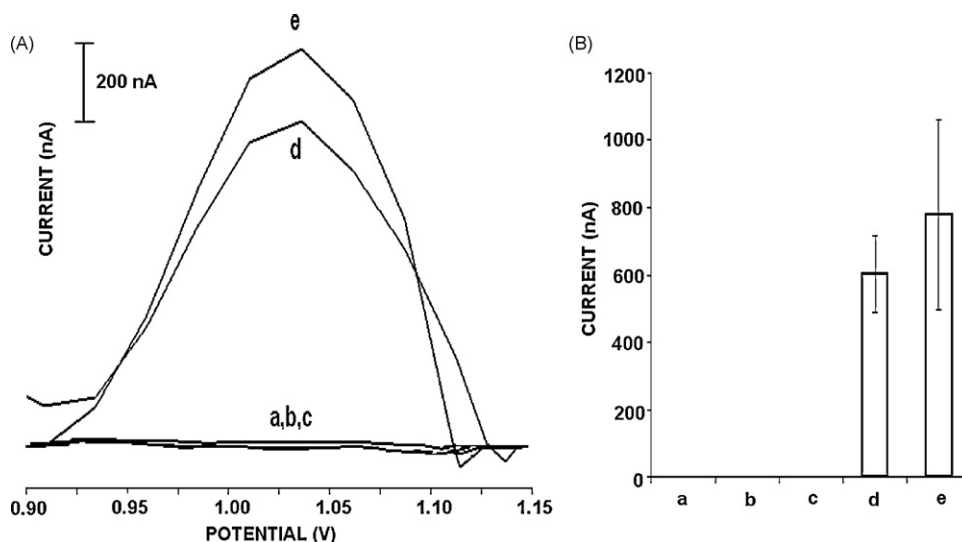 (A)
e
200 nA
d
CURRENT (nA)
a,b,c
0.90 0.95 1.00 1.05 1.10 1.15
POTENTIAL (V)
(B)
1200
1000
800
600
400
200
0
CURRENT (nA)
a b c d e